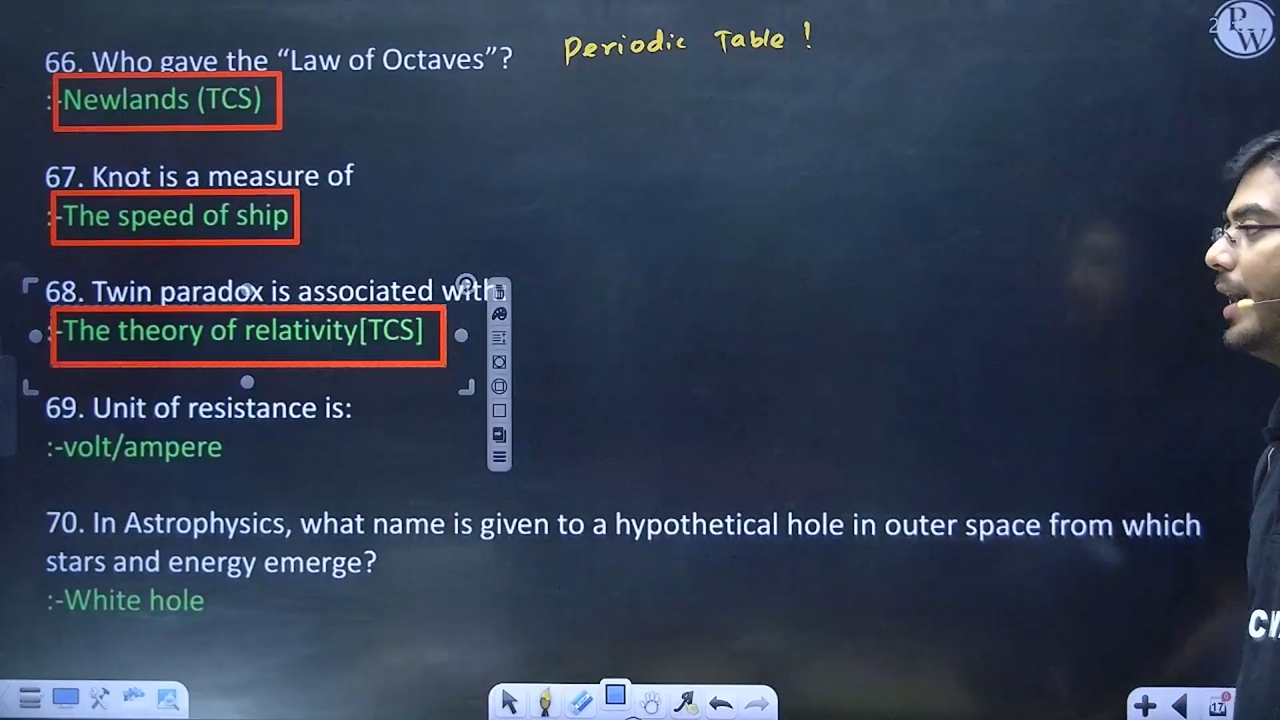 66. Who gave the “Law of Octaves”?
Periodic Table !
:-Newlands (TCS)
67. Knot is a measure of
:-The speed of ship
68. Twin paradox is associated with:
:-The theory of relativity[TCS]
69. Unit of resistance is:
:-volt/ampere
70. In Astrophysics, what name is given to a hypothetical hole in outer space from which
stars and energy emerge?
:-White hole
PW
17